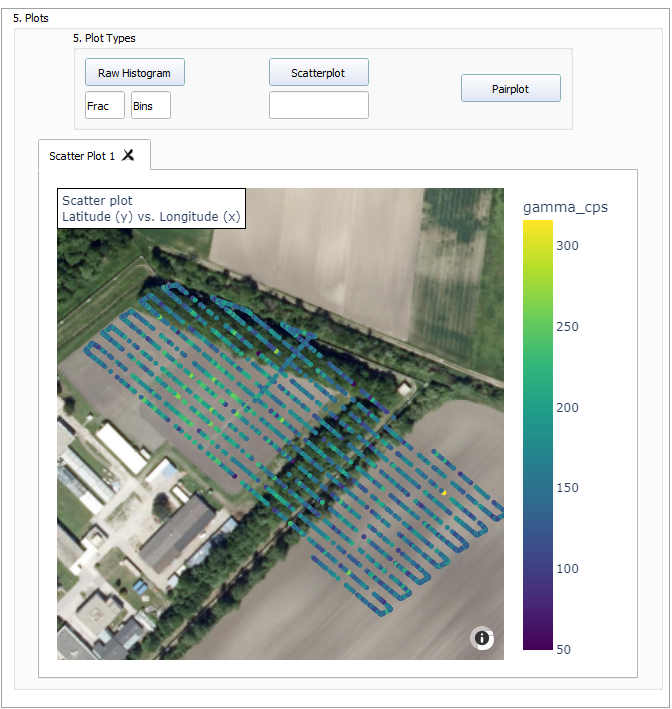 5. Plots
5. Plot Types
Raw Histogram
Scatterplot
Pairplot
Frac
Bins
Scatter Plot 1 X
Scatter plot
Latitude (y) vs. Longitude (x)
gamma_cps
300
250
200
150
100
50